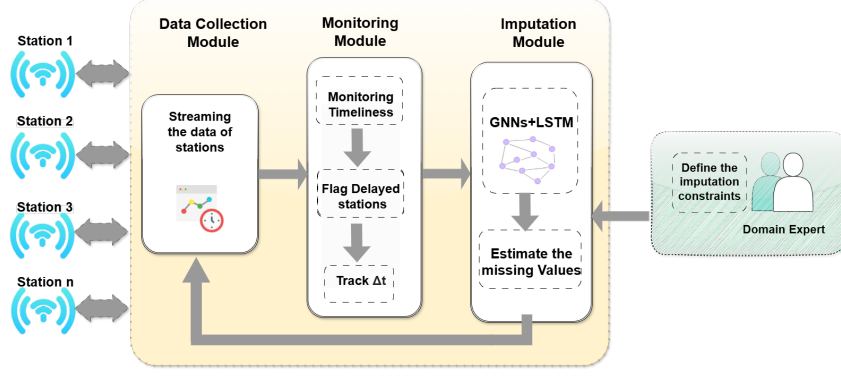 Data Collection
Module
Monitoring
Module
Imputation
Module
Station 1
Station 2
Station 3
Station n
Streaming
the data of
stations
Monitoring
Timeliness
Flag Delayed
stations
Track Δt
GNNs+LSTM
Estimate the
missing Values
Define the
imputation
constraints
Domain Expert